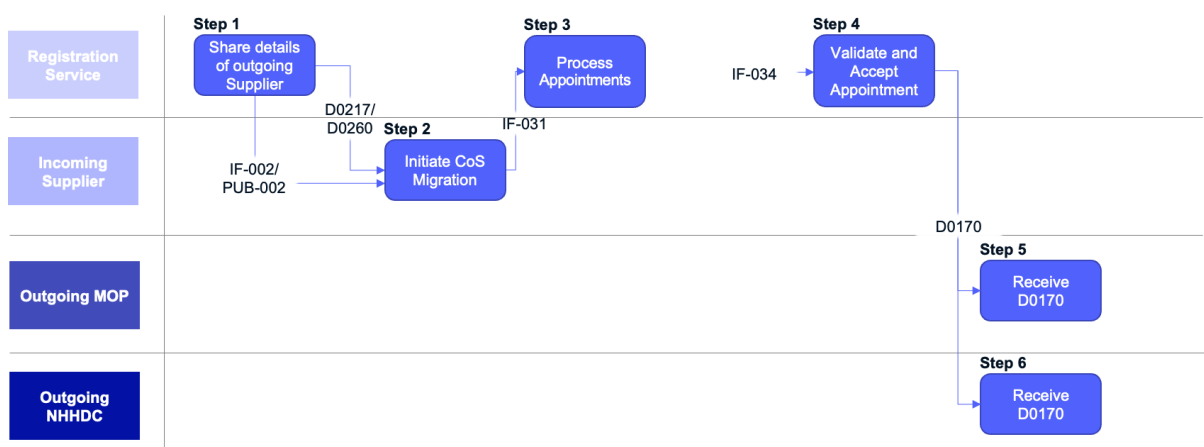 Step 1
Step 3
Step 4
Registration
Service
Share details
of outgoing
Supplier
Process
Appointments
IF-034
Validate and
Accept
Appointment
D0217/
D0260
Step 2
IF-031
Incoming
Supplier
IF-002/
PUB-002
Initiate CoS
Migration
D0170
Step 5
Outgoing MOP
Receive
D0170
Step 6
Outgoing
NHHDC
Receive
D0170